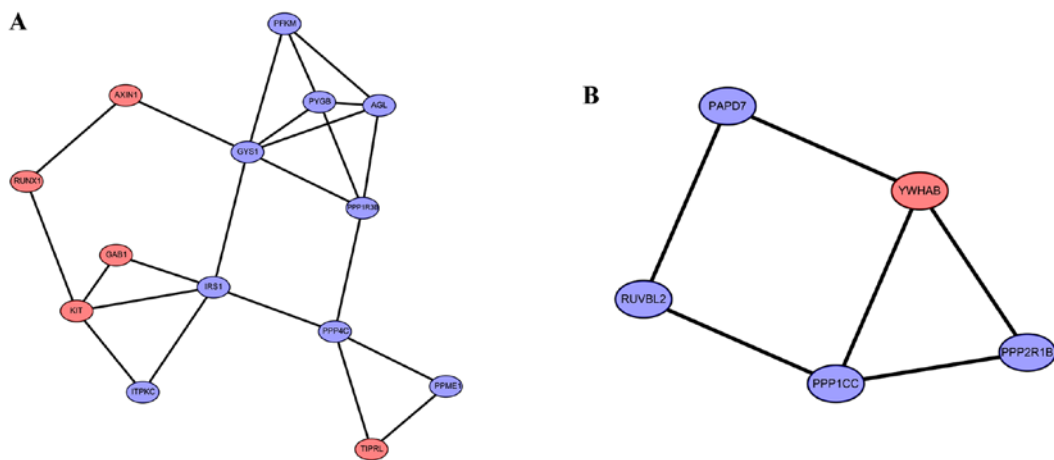 A
PFKM
AXIN1
PYGB
AGL
GYS1
RUNX1
PPP1R3B
GAB1
IRS1
KIT
PPP4C
ITPKC
PPME1
TIPRL
B
PAPD7
YWHAB
RUVBL2
PPP2R1B
PPP1CC